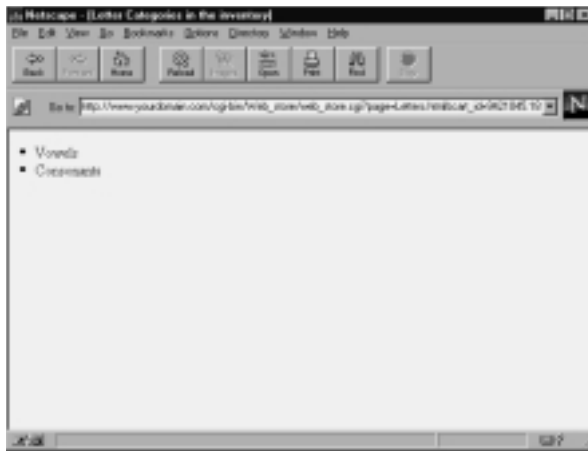 Netscape - [Letter Categories in the inventory]
File Edit View Go Bookmarks Options Directory Window Help
Back Forward Home Reload Images Open Print Find Stop
Go to: http://www.yourdomain.com/cgi-bin/Web_store/web_store.cgi?page=Letters.html&cart_id=
N
Vowels
Consonants